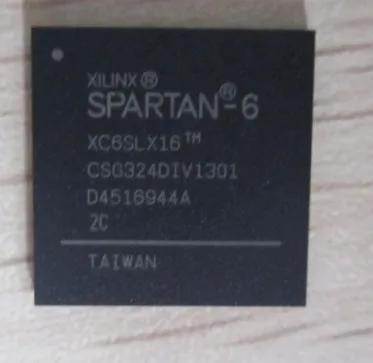 XILINX®
SPARTAN®-6
XC6SLX16™
CSG324DIV1301
D4516944A
2C
TAIWAN